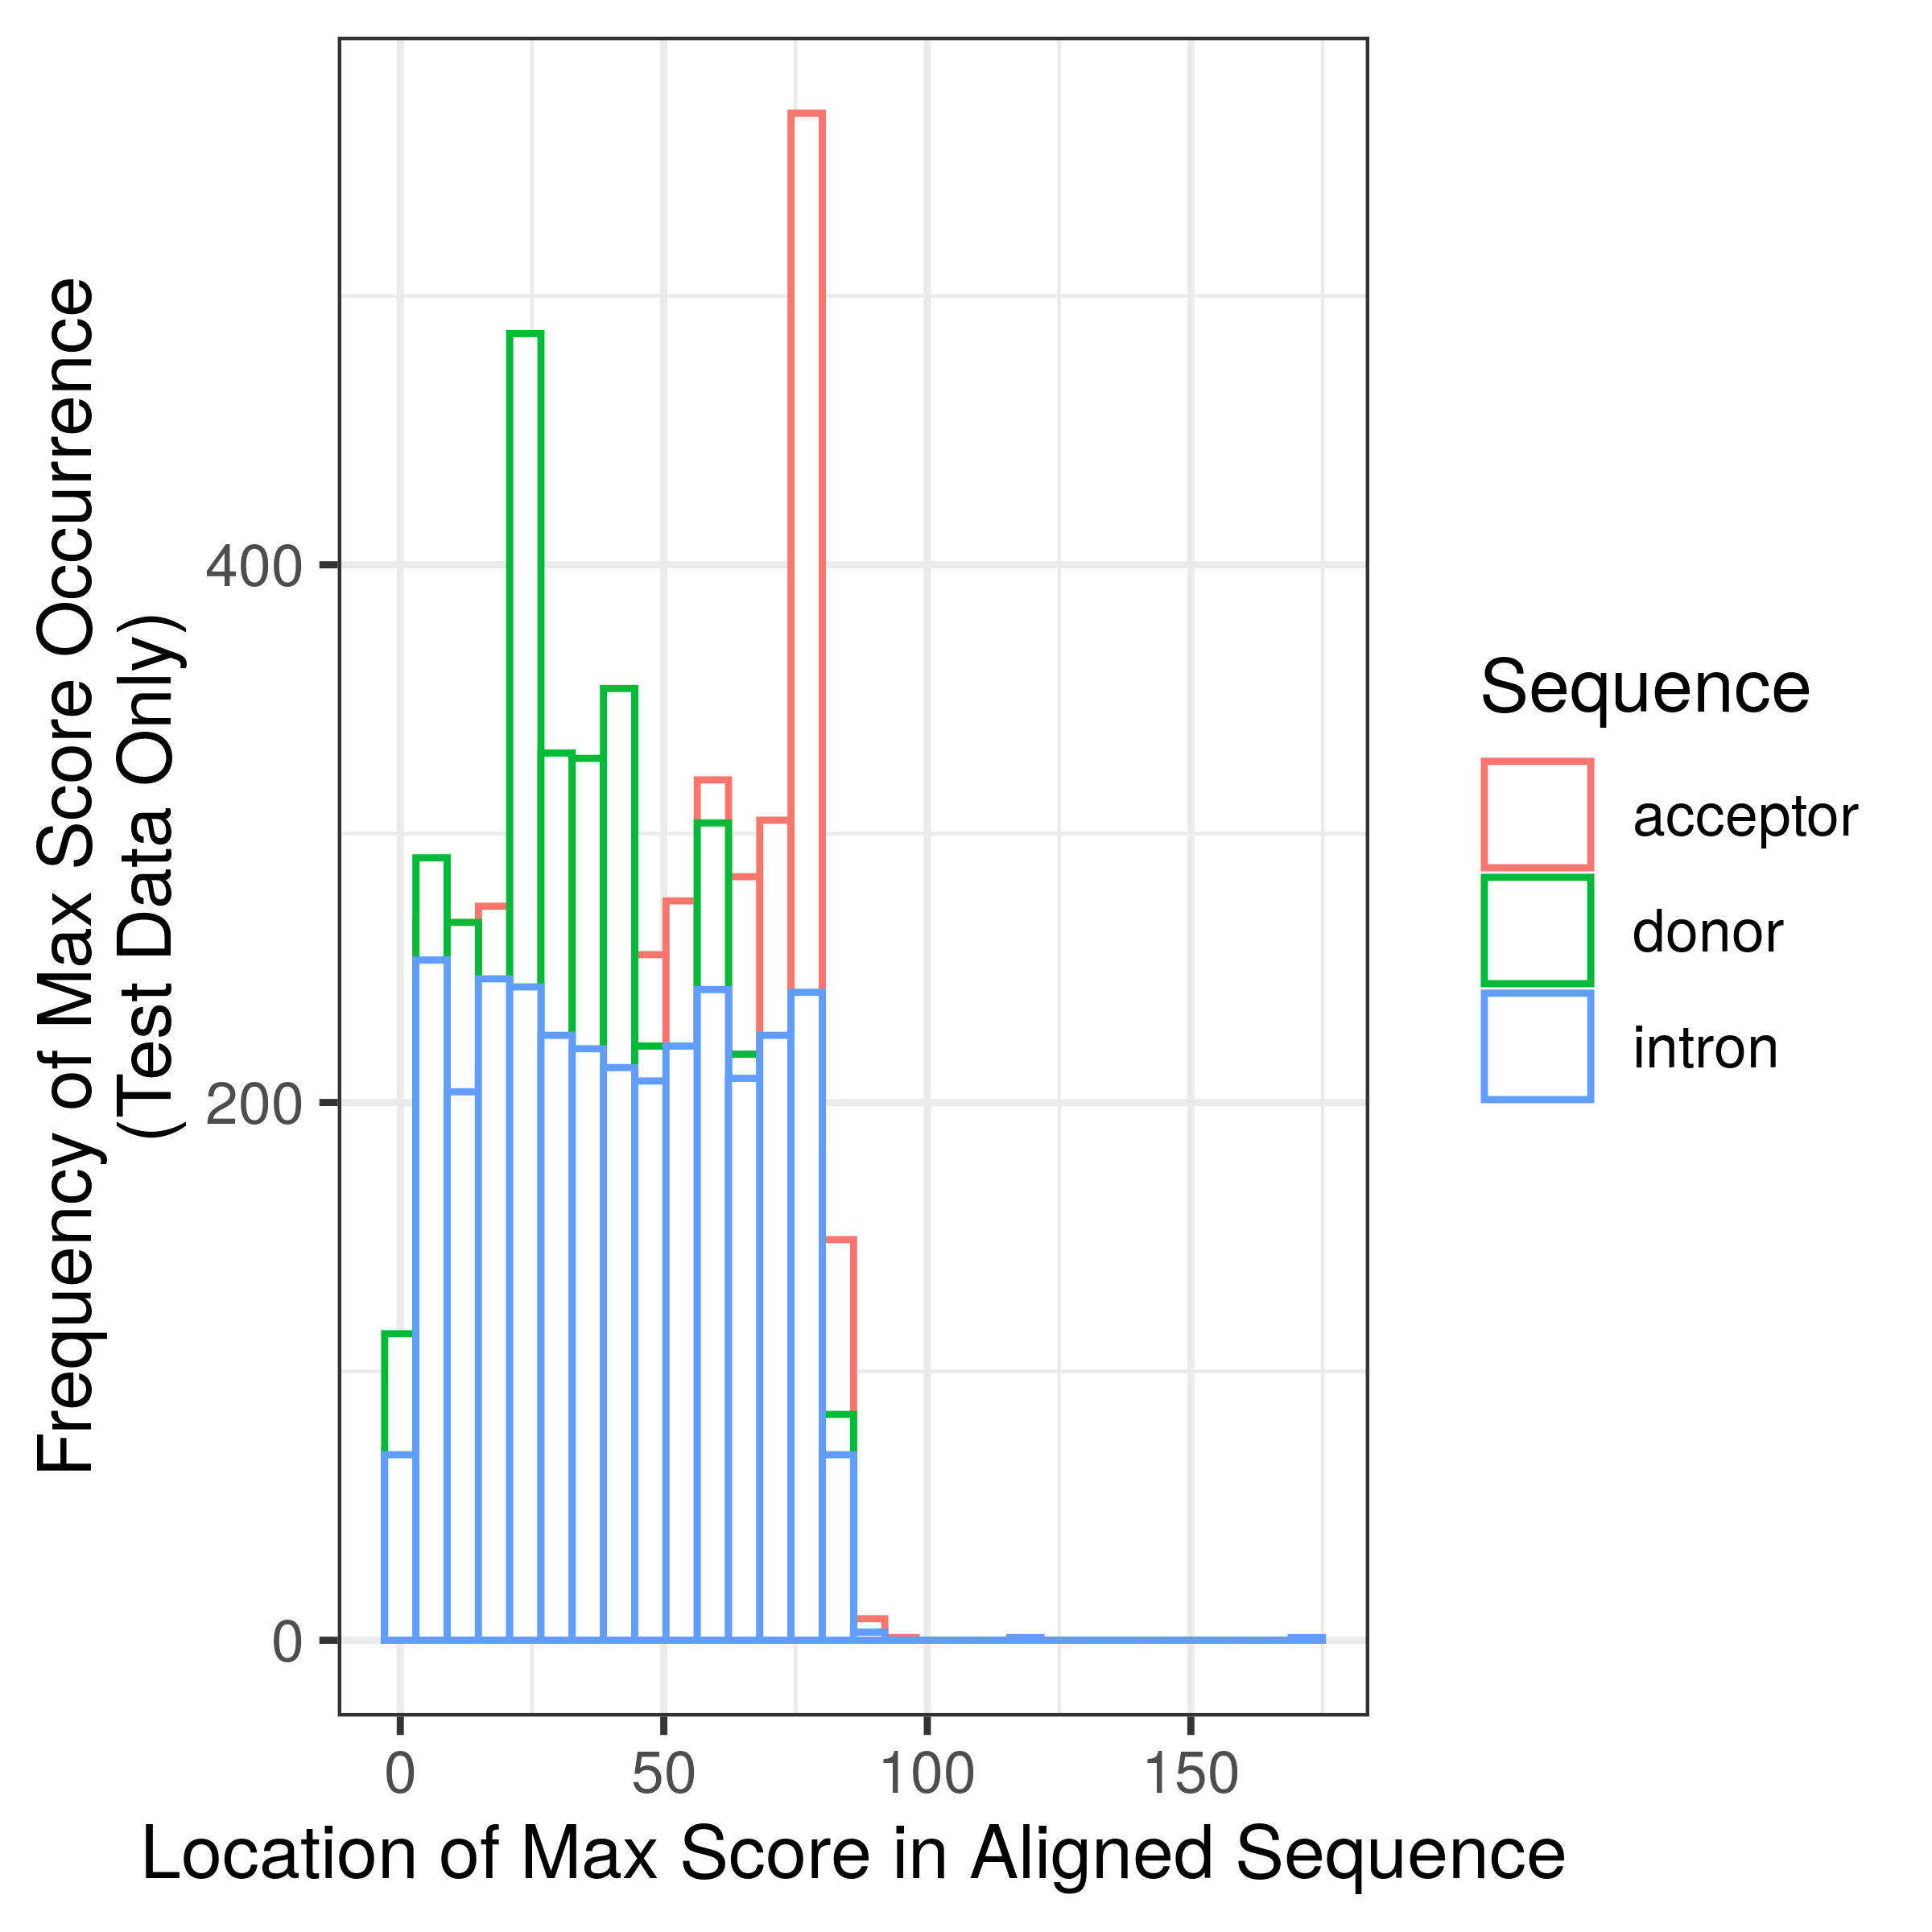 Frequency of Max Score Occurrence
(Test Data Only)
400
200
0
0 50 100 150
Location of Max Score in Aligned Sequence
Sequence
acceptor
donor
intron